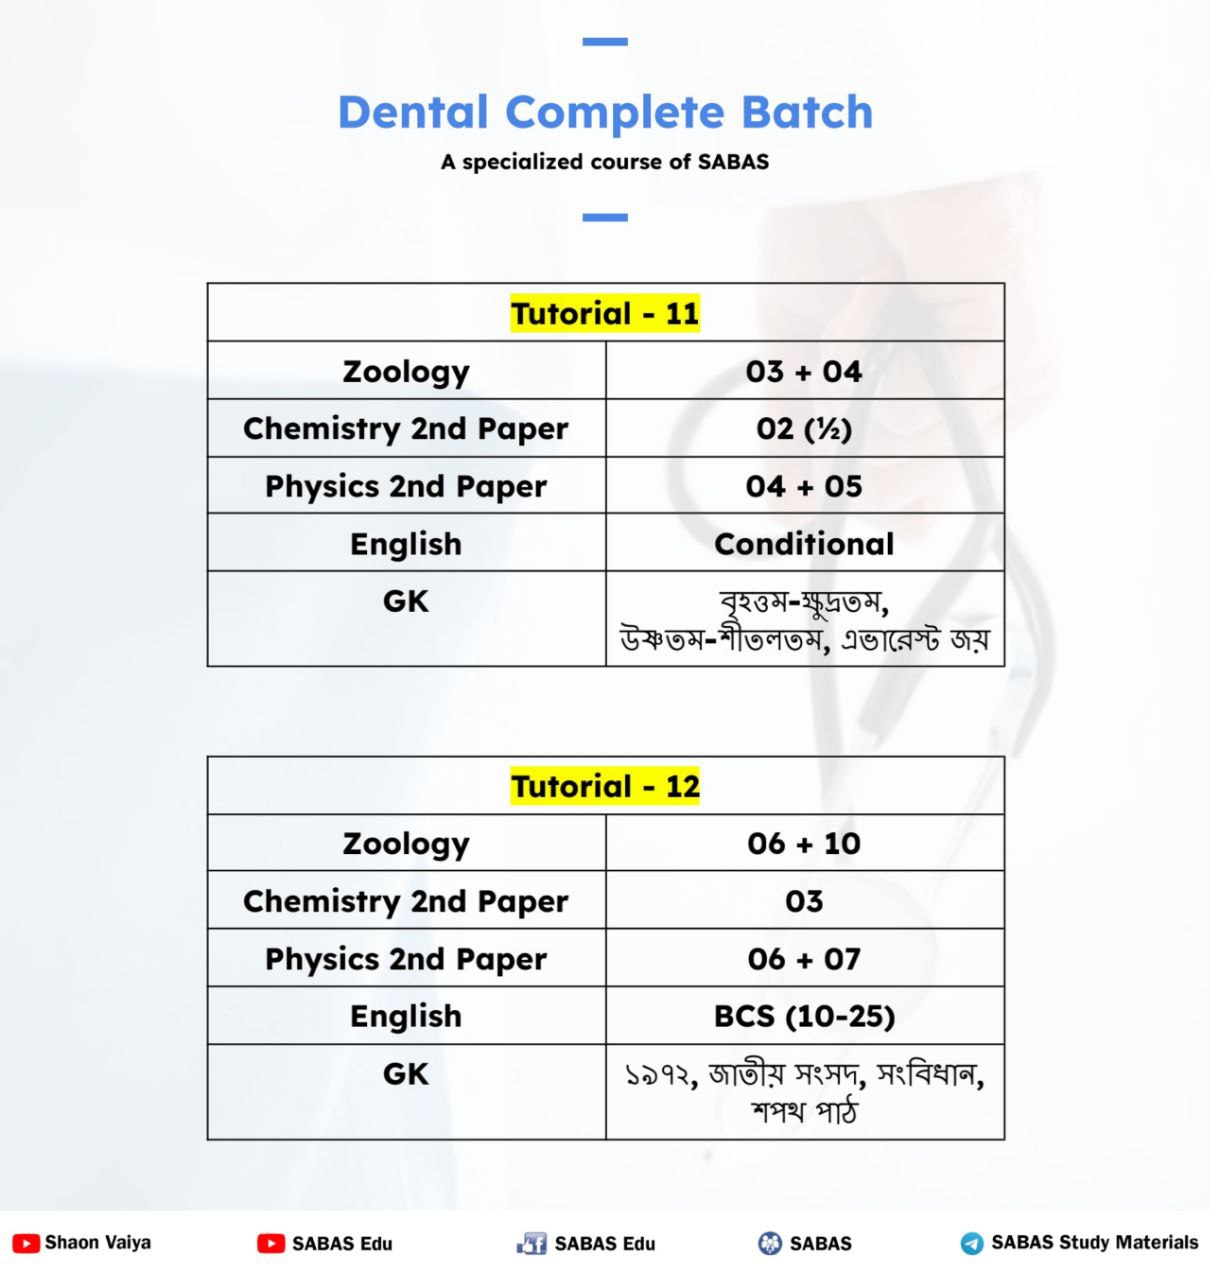 Dental Complete Batch
A specialized course of SABAS
Tutorial - 11
Zoology 03 + 04
Chemistry 2nd Paper 02 (½)
Physics 2nd Paper 04 + 05
English Conditional
GK বৃহত্তম-ক্ষুদ্রতম,
উষ্ণতম-শীতলতম, এভারেস্ট জয়
Tutorial - 12
Zoology 06 + 10
Chemistry 2nd Paper 03
Physics 2nd Paper 06 + 07
English BCS (10-25)
GK ১৯৭২, জাতীয় সংসদ, সংবিধান,
শপথ পাঠ
Shaon Vaiya SABAS Edu SABAS Edu SABAS SABAS Study Materials